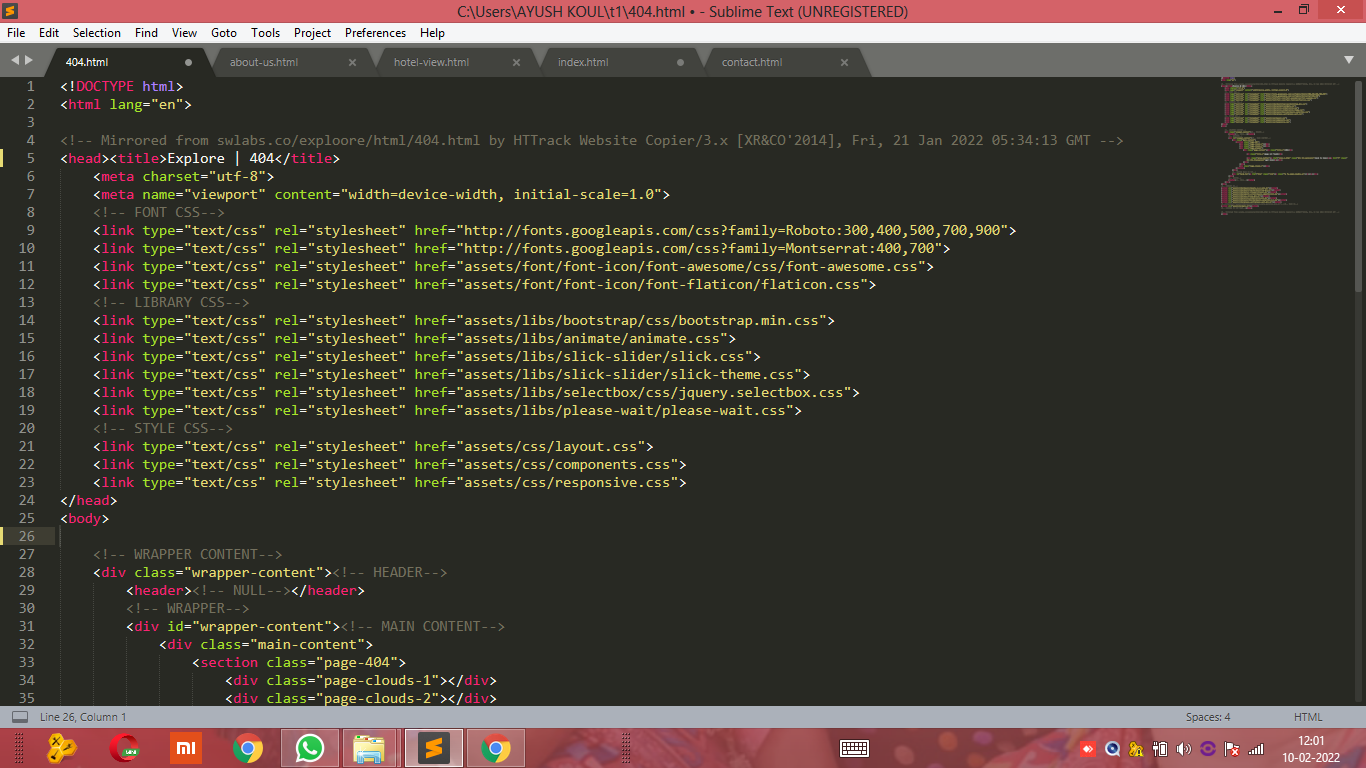 C:\Users\AYUSH KOUL\t1\404.html • - Sublime Text (UNREGISTERED)
File Edit Selection Find View Goto Tools Project Preferences Help
404.html about-us.html hotel-view.html index.html contact.html
1 <!DOCTYPE html>
2 <html lang="en">
3
4 <!-- Mirrored from swlabs.co/exploore/html/404.html by HTTrack Website Copier/3.x [XR&CO'2014], Fri, 21 Jan 2022 05:34:13 GMT -->
5 <head><title>Explore | 404</title>
6 <meta charset="utf-8">
7 <meta name="viewport" content="width=device-width, initial-scale=1.0">
8 <!-- FONT CSS-->
9 <link type="text/css" rel="stylesheet" href="http://fonts.googleapis.com/css?family=Roboto:300,400,500,700,900">
10 <link type="text/css" rel="stylesheet" href="http://fonts.googleapis.com/css?family=Montserrat:400,700">
11 <link type="text/css" rel="stylesheet" href="assets/font/font-icon/font-awesome/css/font-awesome.css">
12 <link type="text/css" rel="stylesheet" href="assets/font/font-icon/font-flaticon/flaticon.css">
13 <!-- LIBRARY CSS-->
14 <link type="text/css" rel="stylesheet" href="assets/libs/bootstrap/css/bootstrap.min.css">
15 <link type="text/css" rel="stylesheet" href="assets/libs/animate/animate.css">
16 <link type="text/css" rel="stylesheet" href="assets/libs/slick-slider/slick.css">
17 <link type="text/css" rel="stylesheet" href="assets/libs/slick-slider/slick-theme.css">
18 <link type="text/css" rel="stylesheet" href="assets/libs/selectbox/css/jquery.selectbox.css">
19 <link type="text/css" rel="stylesheet" href="assets/libs/please-wait/please-wait.css">
20 <!-- STYLE CSS-->
21 <link type="text/css" rel="stylesheet" href="assets/css/layout.css">
22 <link type="text/css" rel="stylesheet" href="assets/css/components.css">
23 <link type="text/css" rel="stylesheet" href="assets/css/responsive.css">
24 </head>
25 <body>
26
27 <!-- WRAPPER CONTENT-->
28 <div class="wrapper-content"><!-- HEADER-->
29 <header><!-- NULL--></header>
30 <!-- WRAPPER-->
31 <div id="wrapper-content"><!-- MAIN CONTENT-->
32 <div class="main-content">
33 <section class="page-404">
34 <div class="page-clouds-1"></div>
35 <div class="page-clouds-2"></div>
Line 26, Column 1 Spaces: 4 HTML
mi
12:01
10-02-2022